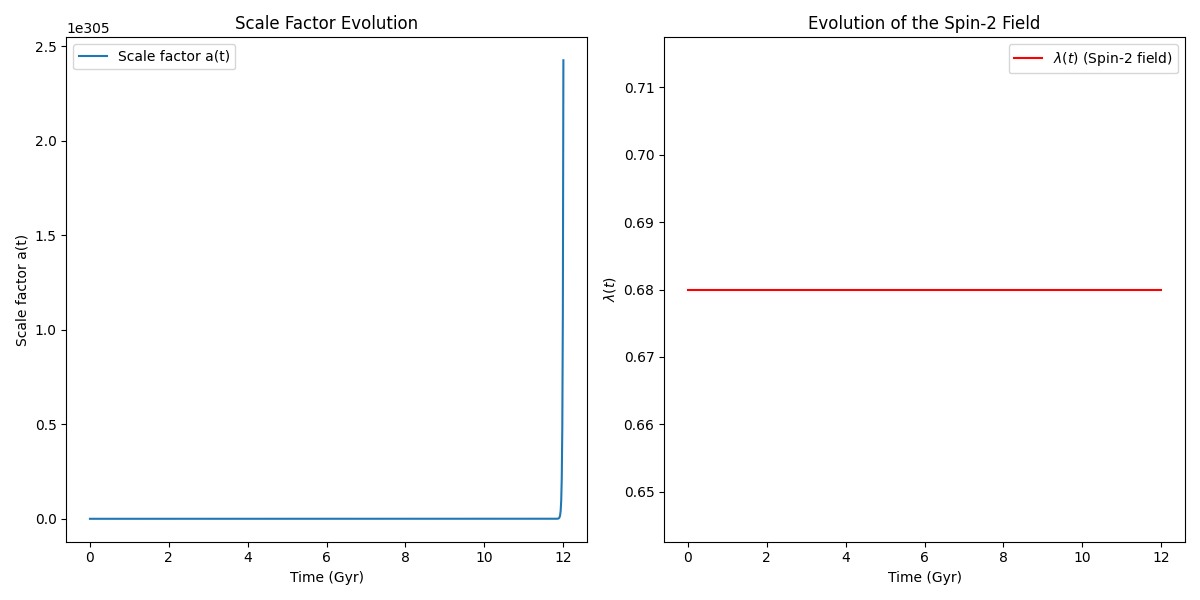 Scale Factor Evolution
1e305
Scale factor a(t)
2.5
2.0
1.5
1.0
0.5
0.0
Scale factor a(t)
0 2 4 6 8 10 12
Time (Gyr)
Evolution of the Spin-2 Field
λ(t) (Spin-2 field)
0.71
0.70
0.69
0.68
0.67
0.66
0.65
λ(t)
0 2 4 6 8 10 12
Time (Gyr)